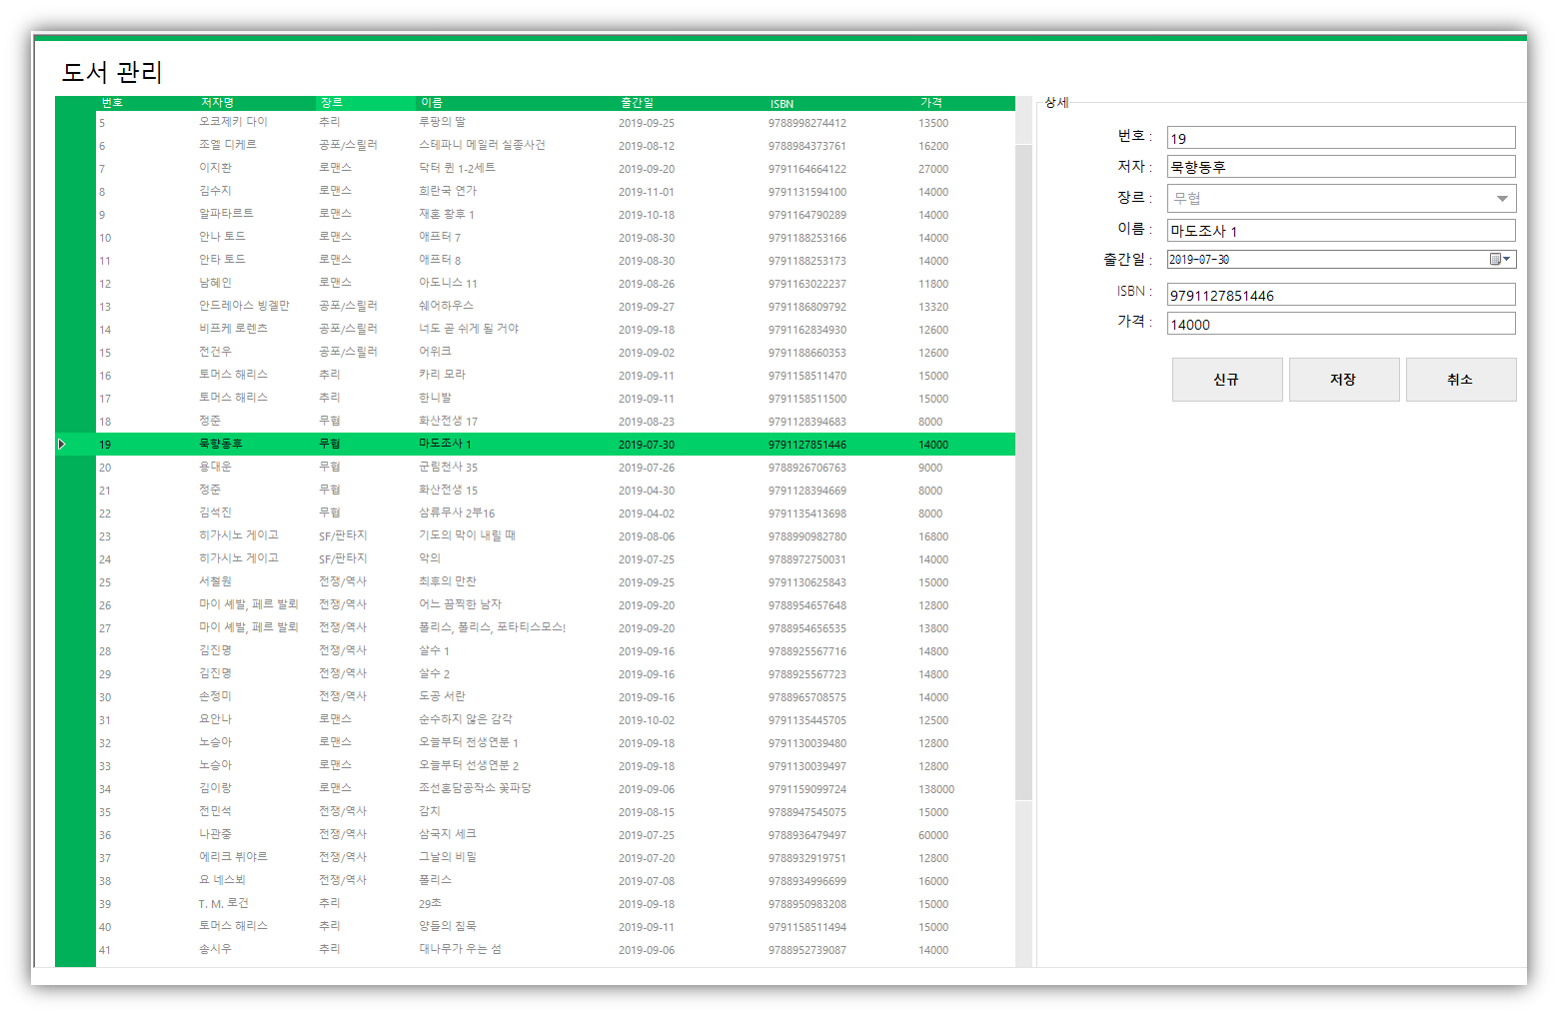 도서 관리
번호 저자명 장르 이름 출간일 ISBN 가격
5 오코제키 다이 추리 루팡의 딸 2019-09-25 9788998274412 13500
6 조엘 디케르 공포/스릴러 스테파니 메일러 실종사건 2019-08-12 9788984373761 16200
7 이지환 로맨스 닥터 퀸 1-2세트 2019-09-20 9791164664122 27000
8 김수지 로맨스 희란국 연가 2019-11-01 9791131594100 14000
9 알파타르트 로맨스 재혼 황후 1 2019-10-18 9791164790289 14000
10 안나 토드 로맨스 애프터 7 2019-08-30 9791188253166 14000
11 안타 토드 로맨스 애프터 8 2019-08-30 9791188253173 14000
12 남혜인 로맨스 아도니스 11 2019-08-26 9791163022237 11800
13 안드레아스 빙겔만 공포/스릴러 쉐어하우스 2019-09-27 9791186809792 13320
14 비프케 로렌츠 공포/스릴러 너도 곧 쉬게 될 거야 2019-09-18 9791162834930 12600
15 전건우 공포/스릴러 어위크 2019-09-02 9791188660353 12600
16 토머스 해리스 추리 카리 모라 2019-09-11 9791158511470 15000
17 토머스 해리스 추리 한니발 2019-09-11 9791158511500 15000
18 정준 무협 화산전생 17 2019-08-23 9791128394683 8000
19 묵향동후 무협 마도조사 1 2019-07-30 9791127851446 14000
20 용대운 무협 군림천사 35 2019-07-26 9788926706763 9000
21 정준 무협 화산전생 15 2019-04-30 9791128394669 8000
22 김석진 무협 삼류무사 2부16 2019-04-02 9791135413698 8000
23 히가시노 게이고 SF/판타지 기도의 막이 내릴 때 2019-08-06 9788990982780 16800
24 히가시노 게이고 SF/판타지 악의 2019-07-25 9788972750031 14000
25 서철원 전쟁/역사 최후의 만찬 2019-09-25 9791130625843 15000
26 마이 셰발, 페르 발뢰 전쟁/역사 어느 끔찍한 남자 2019-09-20 9788954657648 12800
27 마이 셰발, 페르 발뢰 전쟁/역사 폴리스, 폴리스, 포타티스모스! 2019-09-20 9788954656535 13800
28 김진명 전쟁/역사 살수 1 2019-09-16 9788925567716 14800
29 김진명 전쟁/역사 살수 2 2019-09-16 9788925567723 14800
30 손정미 전쟁/역사 도공 서란 2019-09-16 9788965708575 14000
31 요안나 로맨스 순수하지 않은 감각 2019-10-02 9791135445705 12500
32 노승아 로맨스 오늘부터 천생연분 1 2019-09-18 9791130039480 12800
33 노승아 로맨스 오늘부터 선생연분 2 2019-09-18 9791130039497 12800
34 김이랑 로맨스 조선혼담공작소 꽃파당 2019-09-06 9791159099724 138000
35 전민석 전쟁/역사 감치 2019-08-15 9788947545075 15000
36 나관중 전쟁/역사 삼국지 세크 2019-07-25 9788936479497 60000
37 에리크 뷔야르 전쟁/역사 그날의 비밀 2019-07-20 9788932919751 12800
38 요 네스뵈 전쟁/역사 폴리스 2019-07-08 9788934996699 16000
39 T. M. 로건 추리 29초 2019-09-18 9788950983208 15000
40 토머스 해리스 추리 양들의 침묵 2019-09-11 9791158511494 15000
41 송시우 추리 대나무가 우는 섬 2019-09-06 9788952739087 14000
상세
번호 : 19
저자 : 묵향동후
장르 : 무협
이름 : 마도조사 1
출간일 : 2019-07-30
ISBN : 9791127851446
가격 : 14000
신규 저장 취소